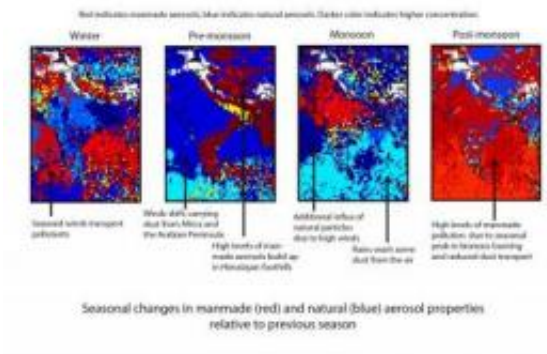 Red indicates manmade aerosols, blue indicates natural aerosols. Darker color indicates higher concentration.
Winter
Pre-monsoon
Monsoon
Post-monsoon
Seasonal winds transport
pollutants
Winds shift, carrying
dust from Africa and
the Arabian Peninsula
High levels of man-
made aerosols build up
in Himalayan foothills
Additional influx of
natural particles
due to high winds
Rains wash some
dust from the air
High levels of manmade
pollution due to seasonal
peak in biomass burning
and reduced dust transport
Seasonal changes in manmade (red) and natural (blue) aerosol properties
relative to previous season